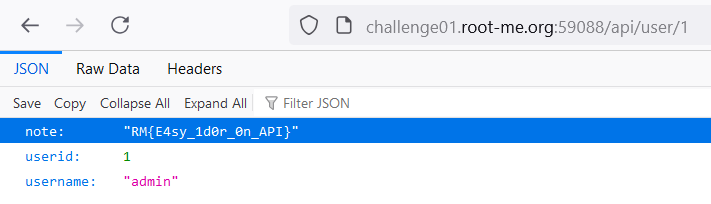 challenge01.root-me.org:59088/api/user/1
JSON Raw Data Headers
Save Copy Collapse All Expand All Filter JSON
note: "RM{E4sy_1d0r_0n_API}"
userid: 1
username: "admin"